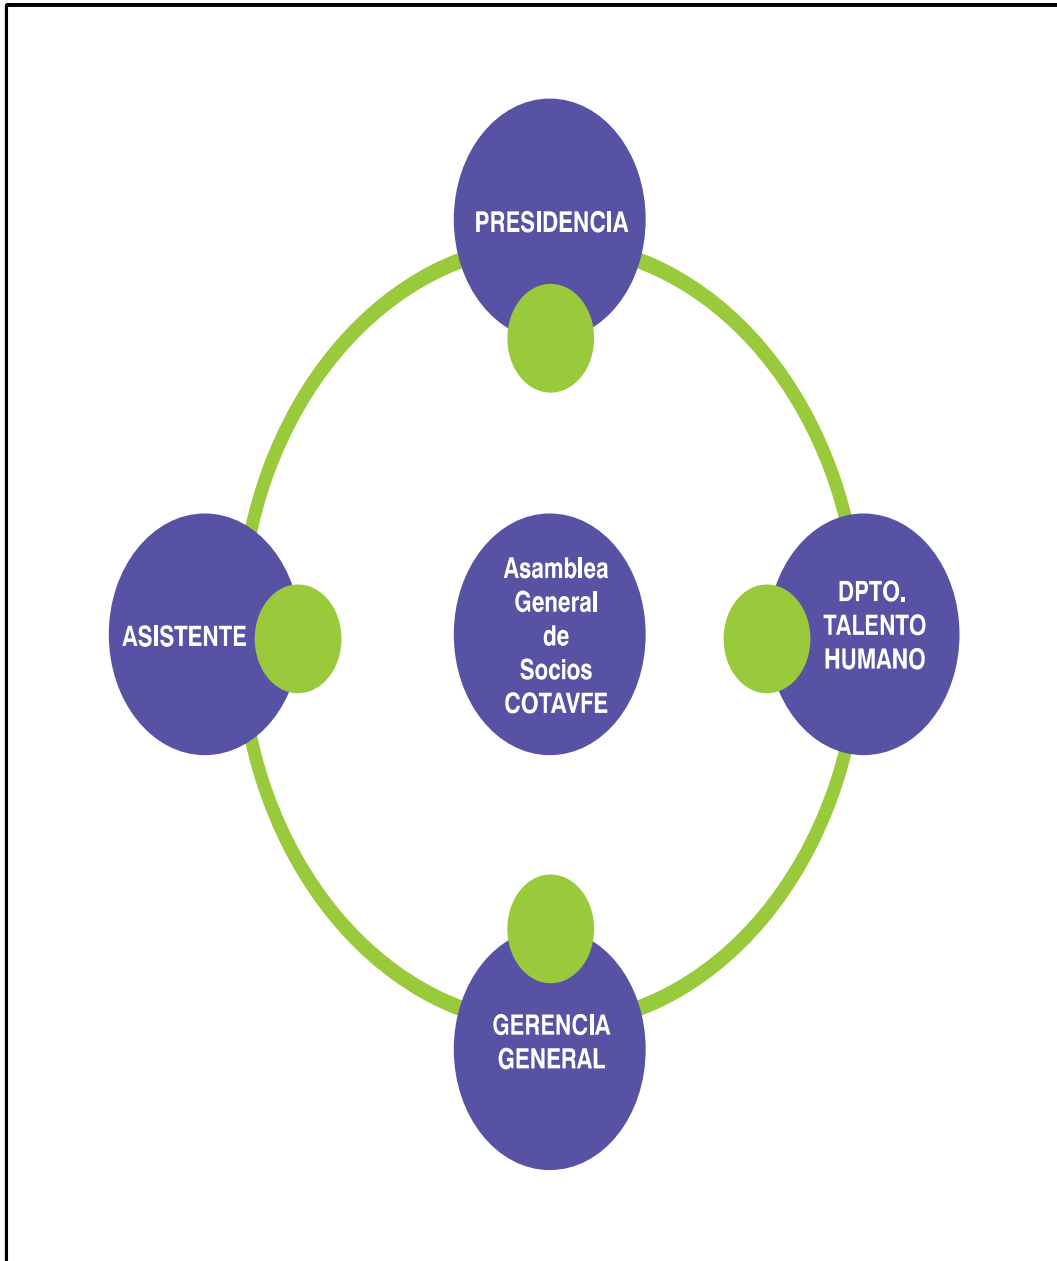 PRESIDENCIA
ASISTENTE
Asamblea
General
de
Socios
COTAVFE
DPTO.
TALENTO
HUMANO
GERENCIA
GENERAL